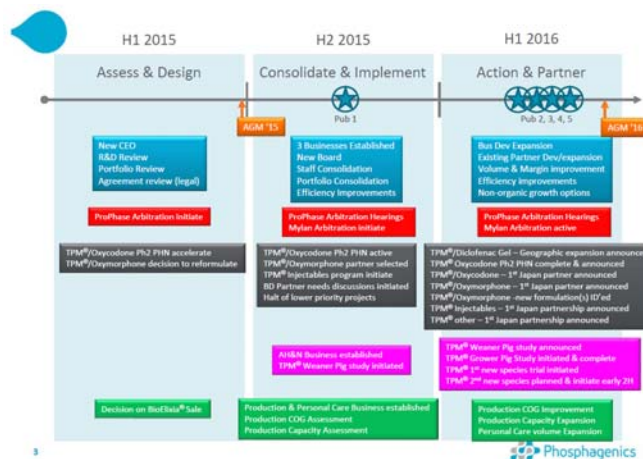 H1 2015
H2 2015
H1 2016
Assess & Design
Consolidate & Implement
Action & Partner
Pub 1
Pub 2, 3, 4, 5
AGM '15
AGM '16
New CEO
R&D Review
Portfolio Review
Agreement review (legal)
3 Businesses Established
New Board
Staff Consolidation
Portfolio Consolidation
Efficiency Improvements
Bus Dev Expansion
Existing Partner Dev/expansion
Volume & Margin improvement
Efficiency improvements
Non-organic growth options
ProPhase Arbitration initiate
ProPhase Arbitration Hearings
Mylan Arbitration initiate
ProPhase Arbitration Hearings
Mylan Arbitration active
TPM®/Oxycodone Ph2 PHN accelerate
TPM®/Oxymorphone decision to reformulate
TPM®/Oxycodone Ph2 PHN active
TPM®/Oxymorphone partner selected
TPM® Injectables program initiate
BD Partner needs discussions initiated
Halt of lower priority projects
TPM®/Diclofenac Gel – Geographic expansion announce
TPM® Oxycodone Ph2 PHN complete & announced
TPM®/Oxycodone – 1st Japan partner announced
TPM®/Oxymorphone – 1st Japan partner announced
TPM®/Oxymorphone -new formulation(s) ID'ed
TPM® Injectables – 1st Japan partnership announced
TPM® other – 1st Japan partnership announced
AH&N Business established
TPM® Weaner Pig study initiated
TPM® Weaner Pig study announced
TPM® Grower Pig Study initiated & complete
TPM® 1st new species trial initiated
TPM® 2nd new species planned & initiate early 2H
Decision on BioElixia® Sale
Production & Personal Care Business established
Production COG Assessment
Production Capacity Assessment
Production COG Improvement
Production Capacity Expansion
Personal Care volume Expansion
3
Phosphagenics